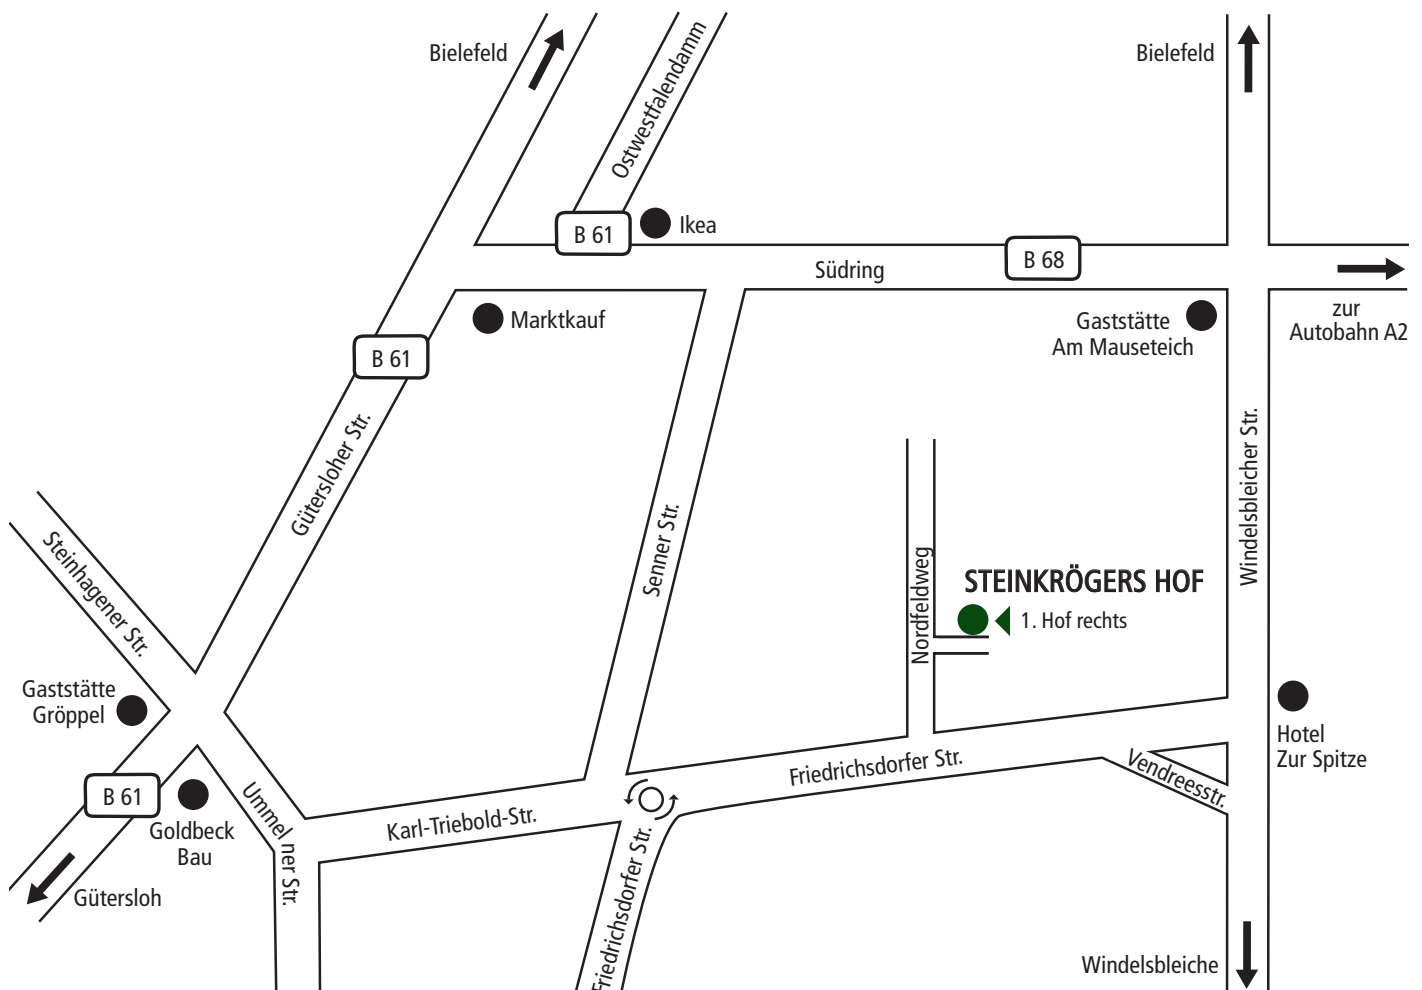 Bielefeld
Ostwestfalendamm
Bielefeld
B 61
Ikea
Südring
B 68
zur
Autobahn A2
Marktkauf
Gaststätte
Am Mauseteich
B 61
Gütersloher Str.
Windelsbleicher Str.
Senner Str.
Steinhagener Str.
Nordfeldweg
STEINKRÖGERS HOF
1. Hof rechts
Gaststätte
Gröppel
Hotel
Zur Spitze
B 61
Goldbeck
Bau
Ummel ner Str.
Karl-Triebold-Str.
Friedrichsdorfer Str.
Vendreesstr.
Friedrichsdorfer Str.
Gütersloh
Windelsbleiche